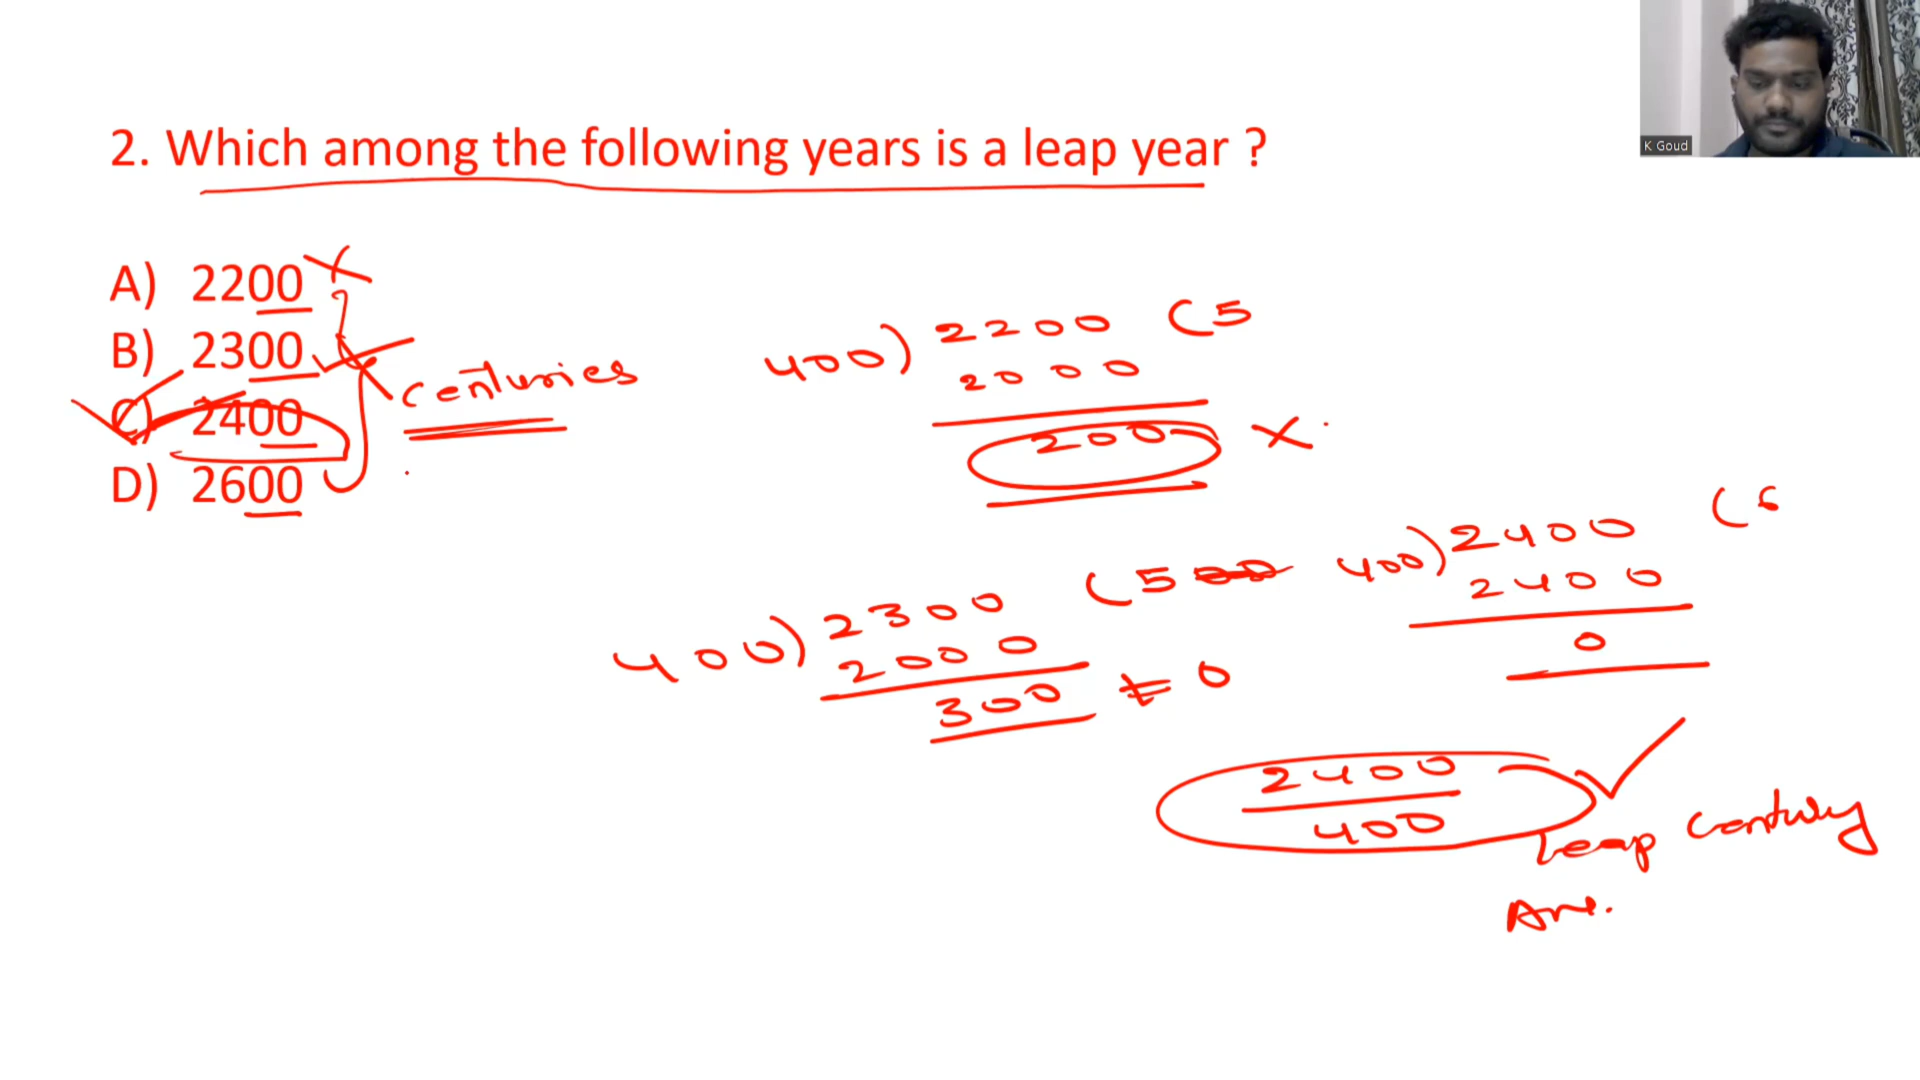 K Goud
2. Which among the following years is a leap year ?
A) 2200
B) 2300
C) 2400
D) 2600
centuries
400) 2200 (5
2000
200
400) 2300 (5
2000
300 ≠ 0
400) 2400 (6
2400
0
2400
400
Leap century
Ans.